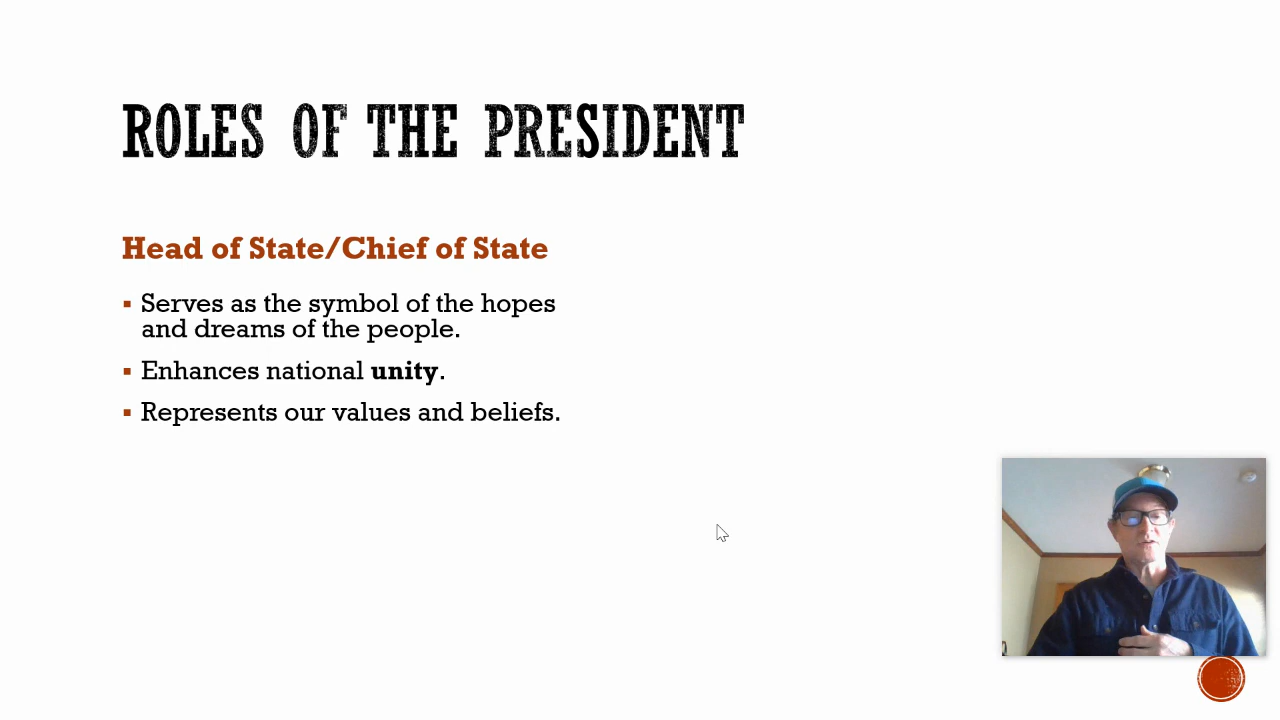 ROLES OF THE PRESIDENT
Head of State/Chief of State
▪ Serves as the symbol of the hopes
and dreams of the people.
▪ Enhances national unity.
▪ Represents our values and beliefs.